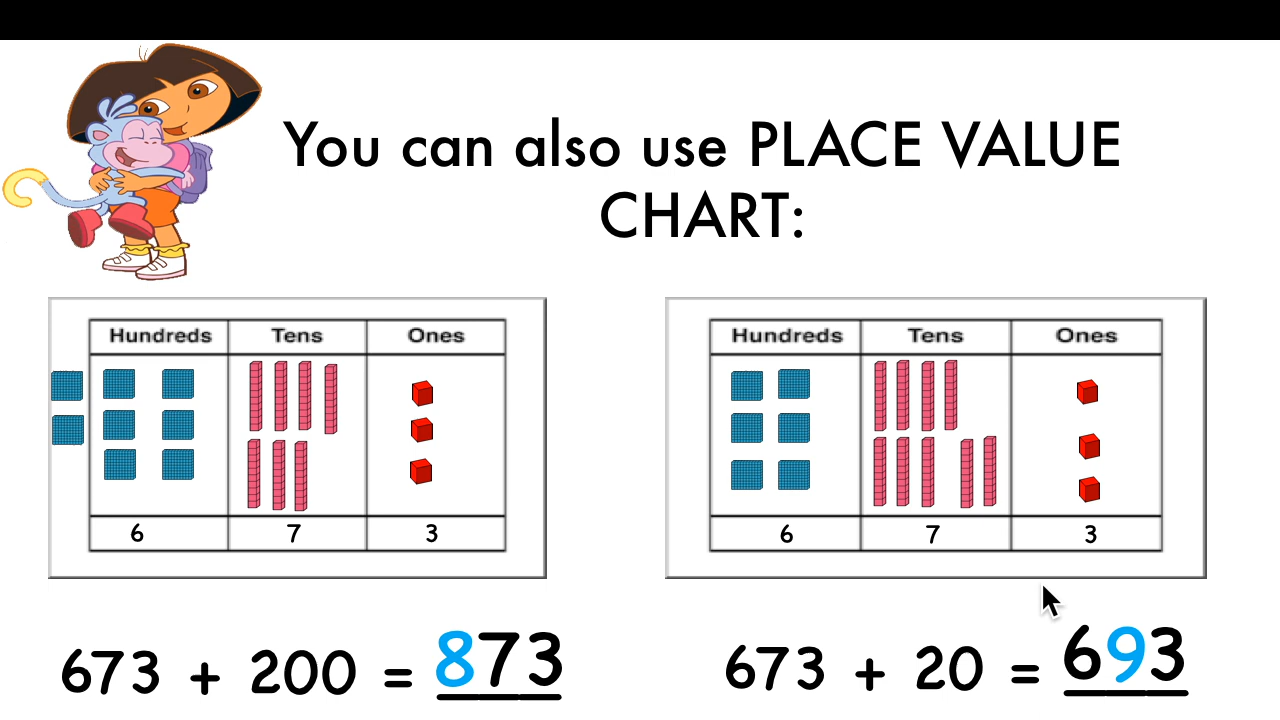 You can also use PLACE VALUE
CHART:
Hundreds Tens Ones
6 7 3
Hundreds Tens Ones
6 7 3
673 + 200 = 873
673 + 20 = 693